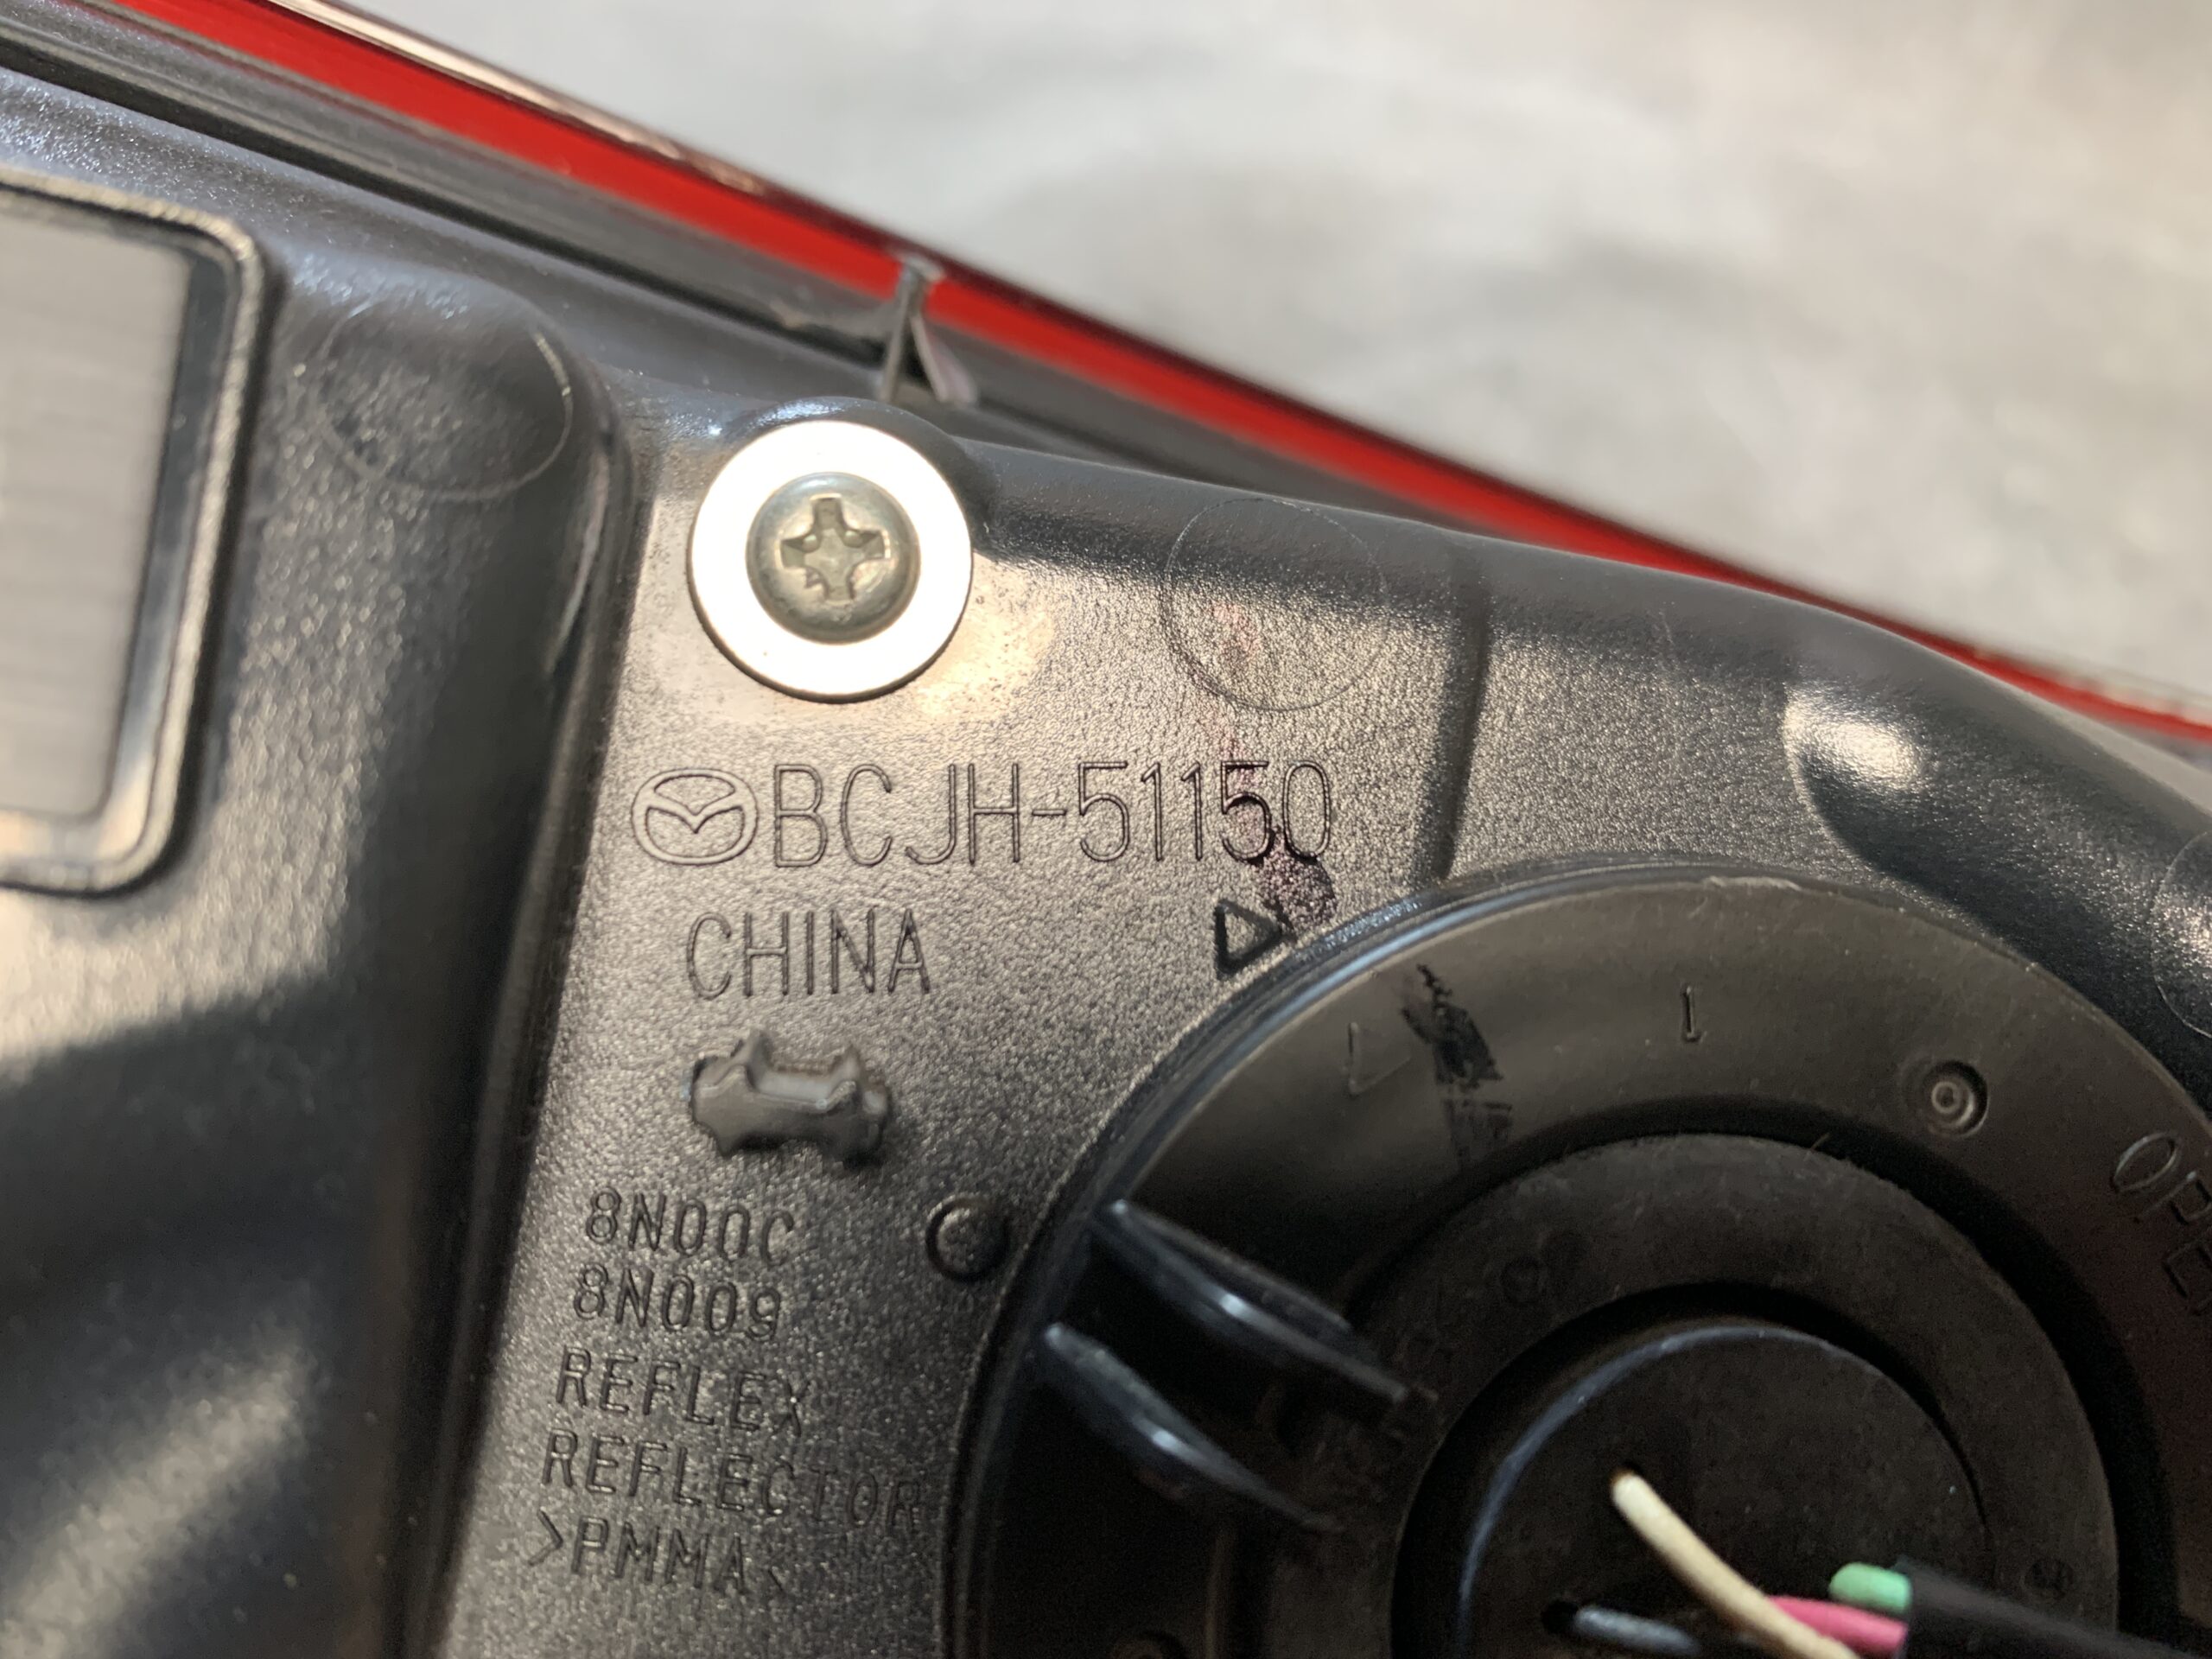 BCJH-51150
CHINA
8N00C
8N009
REFLEX
REFLECTOR
>PMMA<